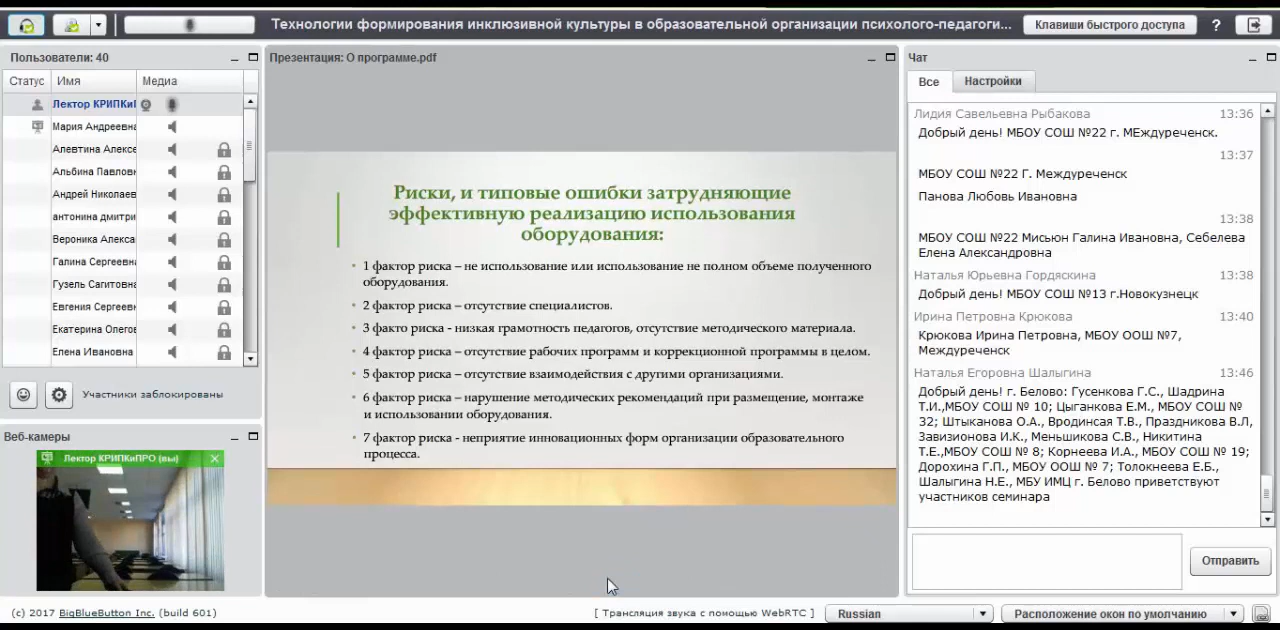 Технологии формирования инклюзивной культуры в образовательной организации психолого-педагоги...
Клавиши быстрого доступа
?
Пользователи: 40
Статус
Имя
Медиа
Лектор КРИПКиI
Мария Андреевна
Алевтина Алексе
Альбина Павловн
Андрей Николаев
антонина дмитри
Вероника Алекса
Галина Сергеевн
Гузель Сагитовна
Евгения Сергеев
Екатерина Олегов
Елена Ивановна
Участники заблокированы
Веб-камеры
Лектор КРИПКиПРО (вы)
Презентация: О программе.pdf
Риски, и типовые ошибки затрудняющие
эффективную реализацию использования
оборудования:
• 1 фактор риска – не использование или использование не полном объеме полученного
оборудования.
• 2 фактор риска – отсутствие специалистов.
• 3 факто риска - низкая грамотность педагогов, отсутствие методического материала.
• 4 фактор риска – отсутствие рабочих программ и коррекционной программы в целом.
• 5 фактор риска – отсутствие взаимодействия с другими организациями.
• 6 фактор риска – нарушение методических рекомендаций при размещение, монтаже
и использовании оборудования.
• 7 фактор риска - неприятие инновационных форм организации образовательного
процесса.
Чат
Все
Настройки
Лидия Савельевна Рыбакова 13:36
Добрый день! МБОУ СОШ №22 г. МЕждуреченск.
13:37
МБОУ СОШ №22 Г. Междуреченск
Панова Любовь Ивановна
13:38
МБОУ СОШ №22 Мисьюн Галина Ивановна, Себелева
Елена Александровна
Наталья Юрьевна Гордяскина 13:38
Добрый день! МБОУ СОШ №13 г.Новокузнецк
Ирина Петровна Крюкова 13:40
Крюкова Ирина Петровна, МБОУ ООШ №7,
Междуреченск
Наталья Егоровна Шалыгина 13:46
Добрый день! г. Белово: Гусенкова Г.С., Шадрина
Т.И.,МБОУ СОШ № 10; Цыганкова Е.М., МБОУ СОШ №
32; Штыканова О.А., Вродинсая Т.В., Праздникова В.Л,
Завизионова И.К., Меньшикова С.В., Никитина
Т.Е.,МБОУ СОШ № 8; Корнеева И.А., МБОУ СОШ № 19;
Дорохина Г.П., МБОУ ООШ № 7; Толокнеева Е.Б.,
Шалыгина Н.Е., МБУ ИМЦ г. Белово приветствуют
участников семинара
Отправить
(c) 2017 BigBlueButton Inc. (build 601)
[ Трансляция звука с помощью WebRTC ]
Russian
Расположение окон по умолчанию